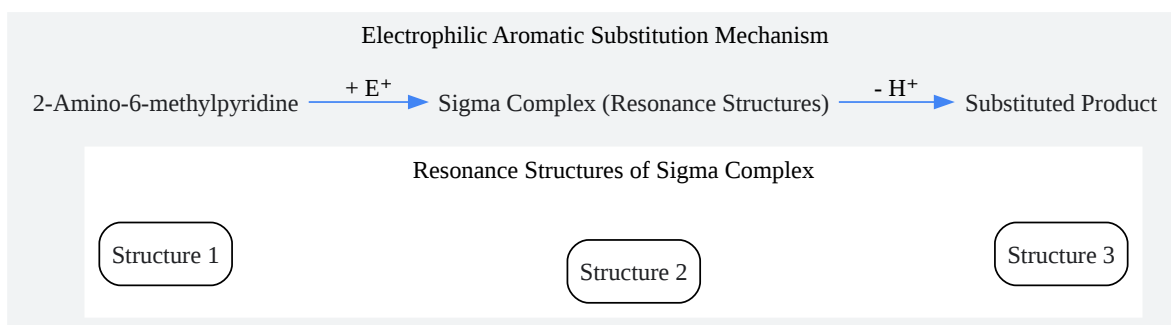 Electrophilic Aromatic Substitution Mechanism
2-Amino-6-methylpyridine + E⁺ Sigma Complex (Resonance Structures) - H⁺ Substituted Product
Resonance Structures of Sigma Complex
Structure 1
Structure 2
Structure 3